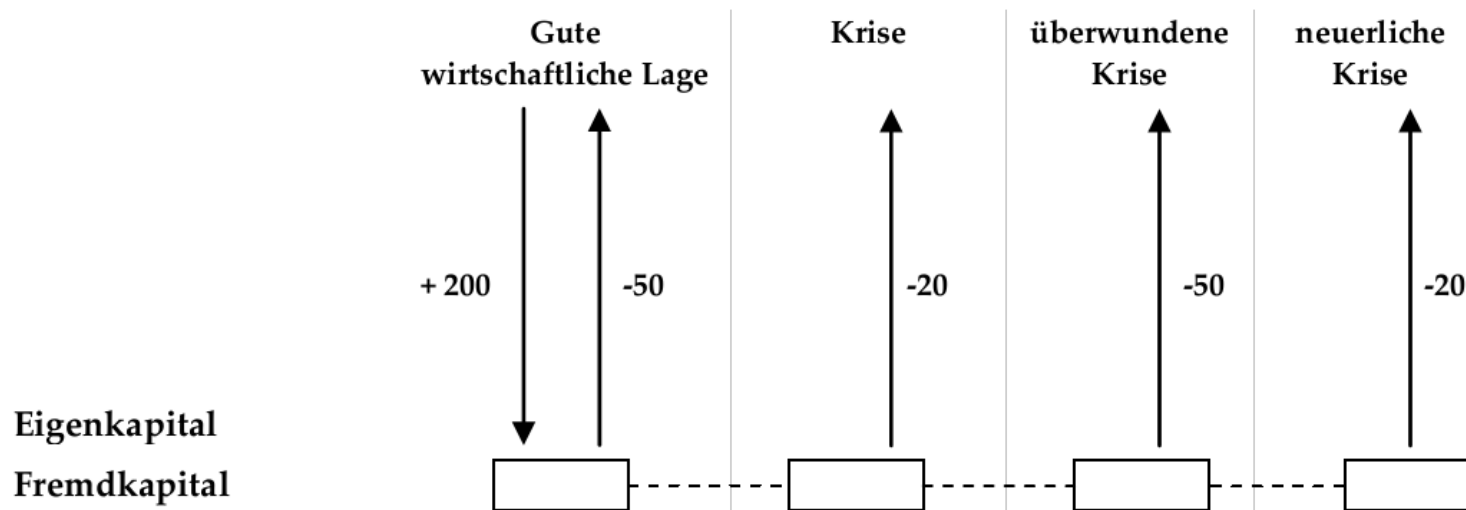 Gute
wirtschaftliche Lage
Krise
überwundene
Krise
neuerliche
Krise
+ 200
-50
-20
-50
-20
Eigenkapital
Fremdkapital